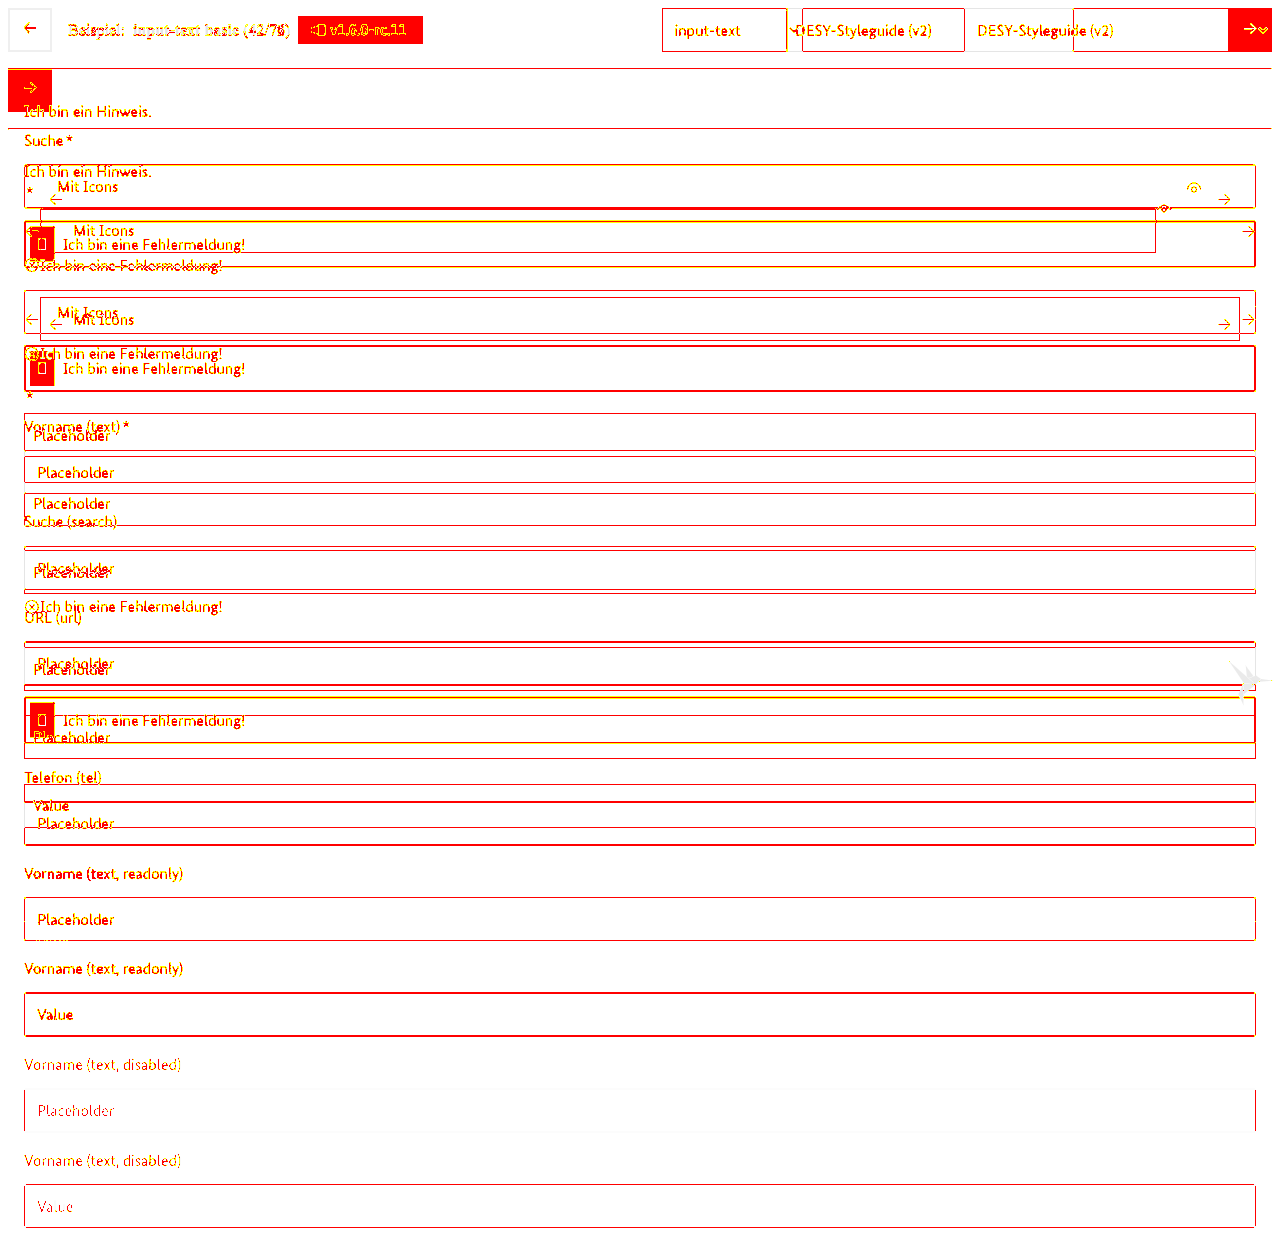 Beispiel: input-text basic (42/76) v1.6.0-rc.11 input-text DESY-Styleguide (v2) DESY-Styleguide (v2)
Ich bin ein Hinweis.
Suche *
Ich bin ein Hinweis.
*
Mit Icons
Mit Icons
Ich bin eine Fehlermeldung!
Ich bin eine Fehlermeldung!
Mit Icons
Mit Icons
Ich bin eine Fehlermeldung!
Ich bin eine Fehlermeldung!
*
Vorname (text) *
Placeholder
Placeholder
Placeholder
Suche (search)
Placeholder
Placeholder
Ich bin eine Fehlermeldung!
URL (url)
Placeholder
Placeholder
Ich bin eine Fehlermeldung!
Placeholder
Telefon (tel)
Value
Placeholder
Vorname (text, readonly)
Placeholder
Vorname (text, readonly)
Value
Vorname (text, disabled)
Placeholder
Vorname (text, disabled)
Value